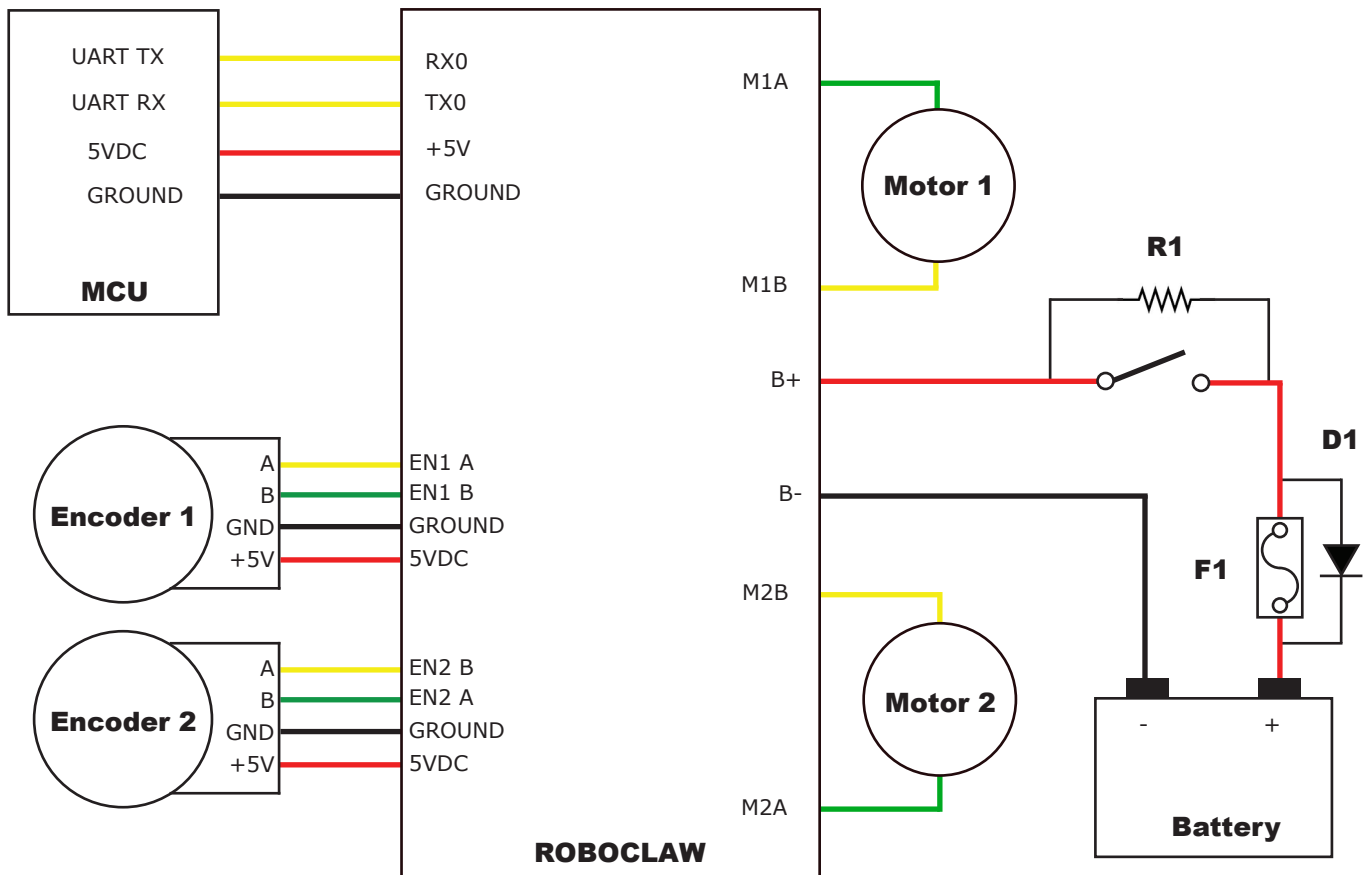 UART TX
UART RX
5VDC
GROUND
MCU
RX0
TX0
+5V
GROUND
M1A
Motor 1
M1B
R1
B+
D1
B-
F1
Encoder 1
A
B
GND
+5V
EN1 A
EN1 B
GROUND
5VDC
Encoder 2
A
B
GND
+5V
EN2 B
EN2 A
GROUND
5VDC
M2B
Motor 2
M2A
- +
Battery
ROBOCLAW